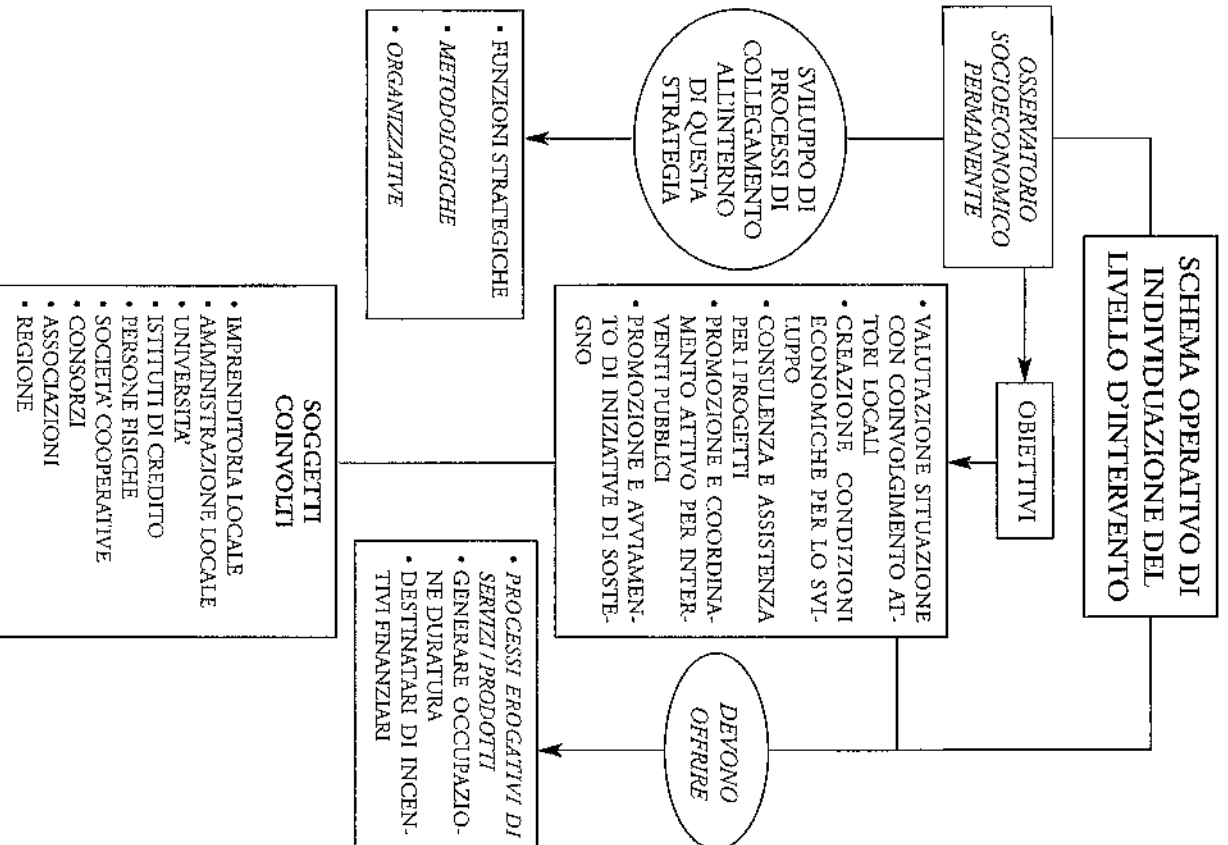 SCHEMA OPERATIVO DI
INDIVIDUAZIONE DEL
LIVELLO D'INTERVENTO
OSSERVATORIO
SOCIOECONOMICO
PERMANENTE
OBIETTIVI
SVILUPPO DI
PROCESSI DI
COLLEGAMENTO
ALL'INTERNO
DI QUESTA
STRATEGIA
• VALUTAZIONE SITUAZIONE
CON COINVOLGIMENTO AT-
TORI LOCALI
• CREAZIONE CONDIZIONI
ECONOMICHE PER LO SVI-
LUPPO
• CONSULENZA E ASSISTENZA
PER I PROGETTI
• PROMOZIONE E COORDINA-
MENTO ATTIVO PER INTER-
VENTI PUBBLICI
• PROMOZIONE E AVVIAMEN-
TO DI INIZIATIVE DI SOSTE-
GNO
DEVONO
OFFRIRE
• FUNZIONI STRATEGICHE
• METODOLOGICHE
• ORGANIZZATIVE
• PROCESSI EROGATIVI DI
SERVIZI / PRODOTTI
• GENERARE OCCUPAZIO-
NE DURATURA
• DESTINATARI DI INCEN-
TIVI FINANZIARI
SOGGETTI
COINVOLTI
• IMPRENDITORIA LOCALE
• AMMINISTRAZIONE LOCALE
• UNIVERSITA'
• ISTITUTI DI CREDITO
• PERSONE FISICHE
• SOCIETA' COOPERATIVE
• CONSORZI
• ASSOCIAZIONI
• REGIONE